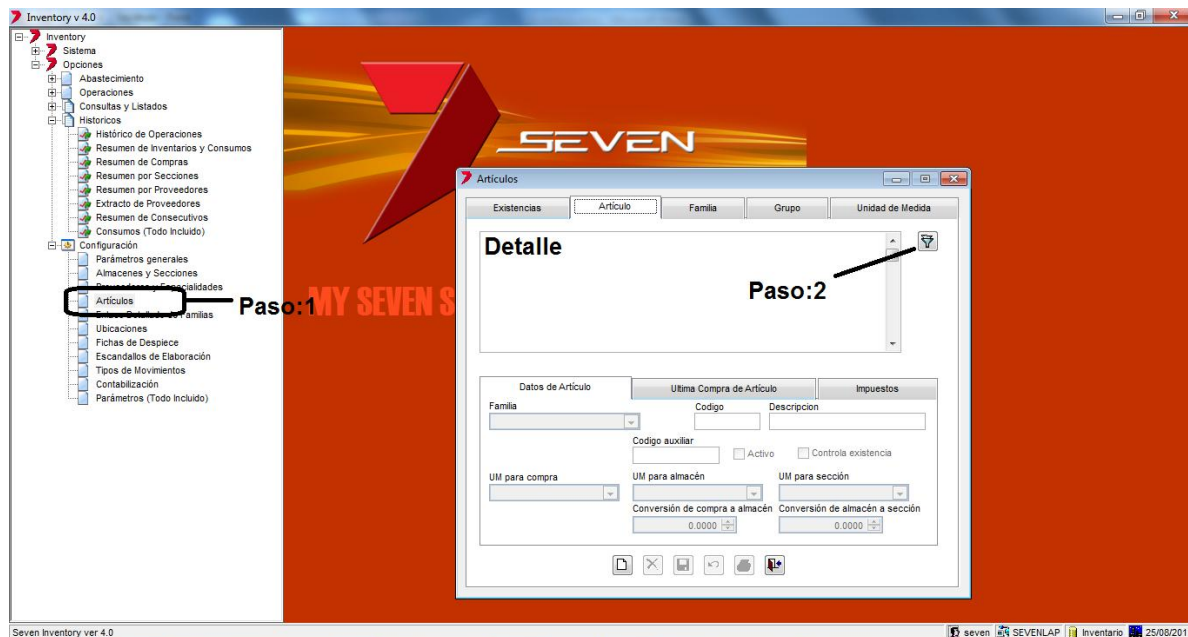 Inventory v 4.0
Inventory
Sistema
Opciones
Abastecimiento
Operaciones
Consultas y Listados
Historicos
Histórico de Operaciones
Resumen de Inventarios y Consumos
Resumen de Compras
Resumen por Secciones
Resumen por Proveedores
Extracto de Proveedores
Resumen de Consecutivos
Consumos (Todo Incluido)
Configuración
Parámetros generales
Almacenes y Secciones
Proveedores y Especialidades
Artículos
Paso:1
Familias
Ubicaciones
Fichas de Despiece
Escandallos de Elaboración
Tipos de Movimientos
Contabilización
Parámetros (Todo Incluido)
SEVEN
MY SEVEN S
Artículos
Existencias Artículo Familia Grupo Unidad de Medida
Detalle
Paso:2
Datos de Artículo Ultima Compra de Artículo Impuestos
Familia Codigo Descripcion
Codigo auxiliar
Activo Controla existencia
UM para compra UM para almacén UM para sección
Conversión de compra a almacén Conversión de almacén a sección
0.0000 0.0000
Seven Inventory ver 4.0 seven SEVENLAP Inventario 25/08/201